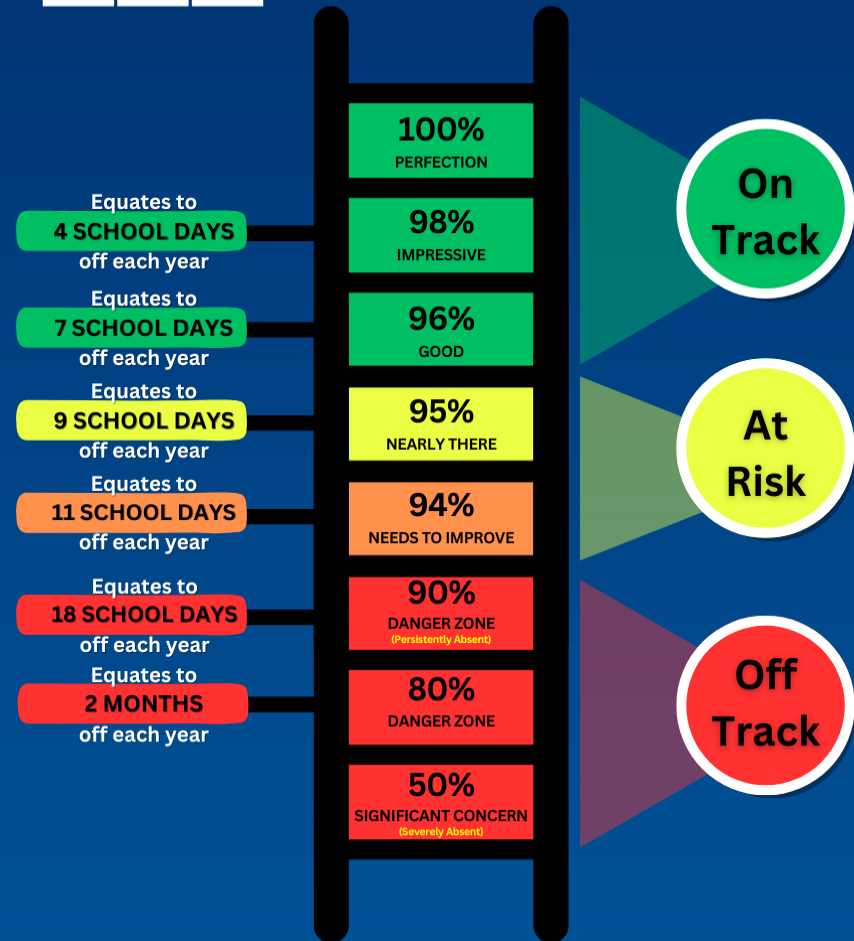 100%
PERFECTION
Equates to
4 SCHOOL DAYS
off each year
98%
IMPRESSIVE
On
Track
Equates to
7 SCHOOL DAYS
off each year
96%
GOOD
Equates to
9 SCHOOL DAYS
off each year
95%
NEARLY THERE
At
Risk
Equates to
11 SCHOOL DAYS
off each year
94%
NEEDS TO IMPROVE
Equates to
18 SCHOOL DAYS
off each year
90%
DANGER ZONE
(Persistently Absent)
Equates to
2 MONTHS
off each year
80%
DANGER ZONE
Off
Track
50%
SIGNIFICANT CONCERN
(Severely Absent)